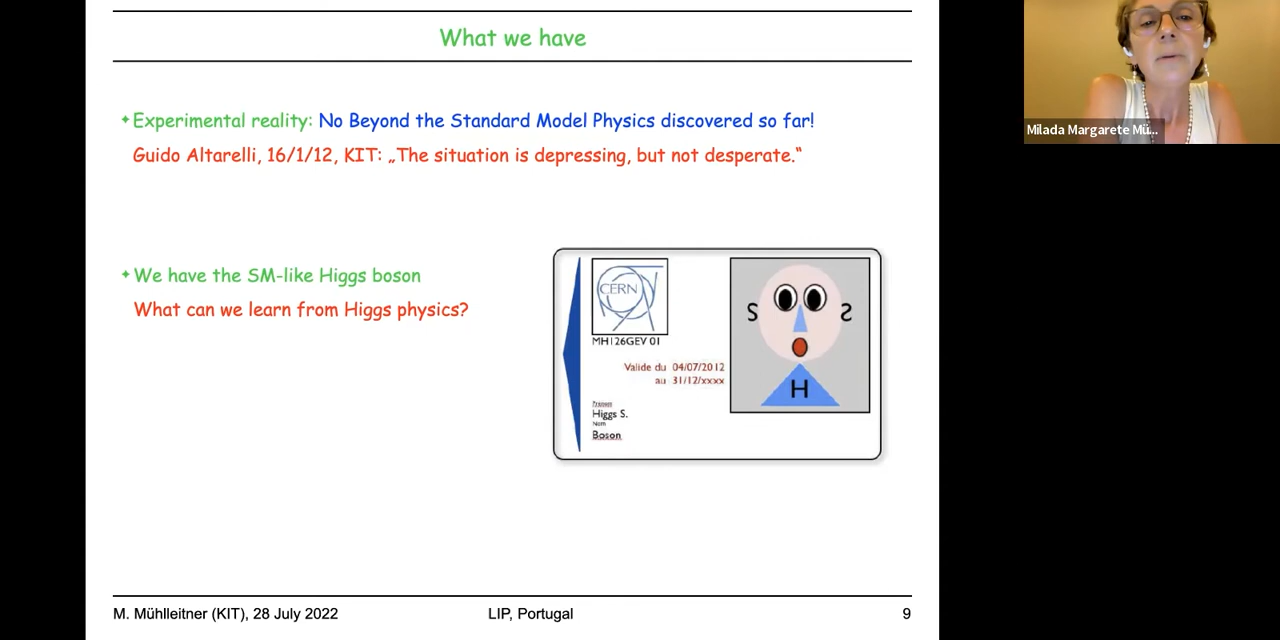 What we have
✦ Experimental reality: No Beyond the Standard Model Physics discovered so far!
Guido Altarelli, 16/1/12, KIT: „The situation is depressing, but not desperate.“
✦ We have the SM-like Higgs boson
What can we learn from Higgs physics?
CERN
MH126GEV 01
Valide du 04/07/2012
au 31/12/xxxx
Prénom
Higgs S.
Nom
Boson
S S
H
M. Mühlleitner (KIT), 28 July 2022
LIP, Portugal
9
Milada Margarete Mü...